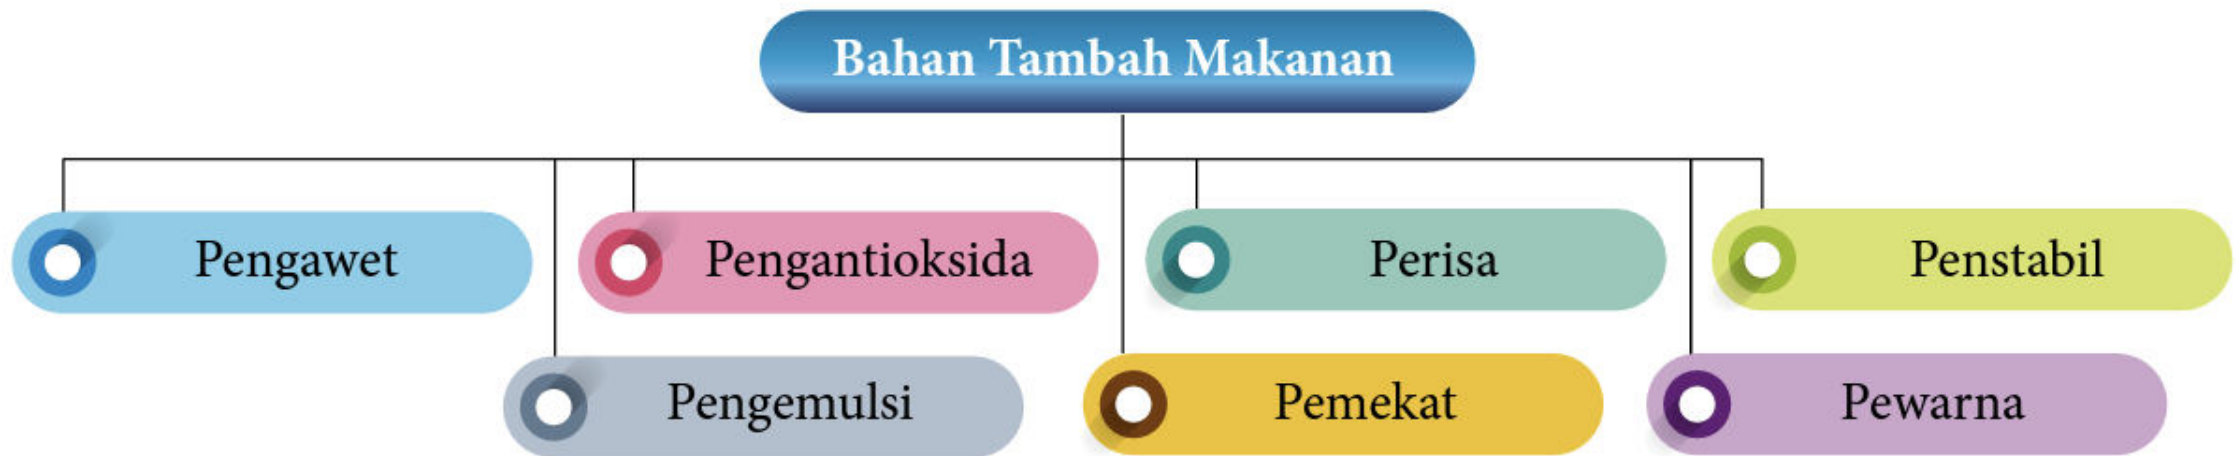 Bahan Tambah Makanan
Pengawet
Pengantioksida
Perisa
Penstabil
Pengemulsi
Pemekat
Pewarna